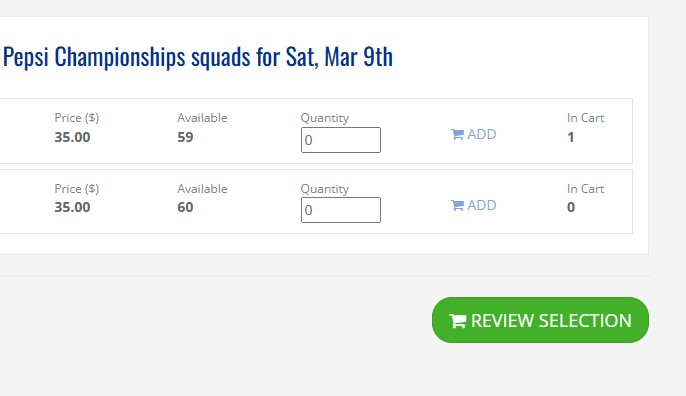 Pepsi Championships squads for Sat, Mar 9th
Price ($) Available Quantity In Cart
35.00 59 0 ADD 1
Price ($) Available Quantity In Cart
35.00 60 0 ADD 0
REVIEW SELECTION